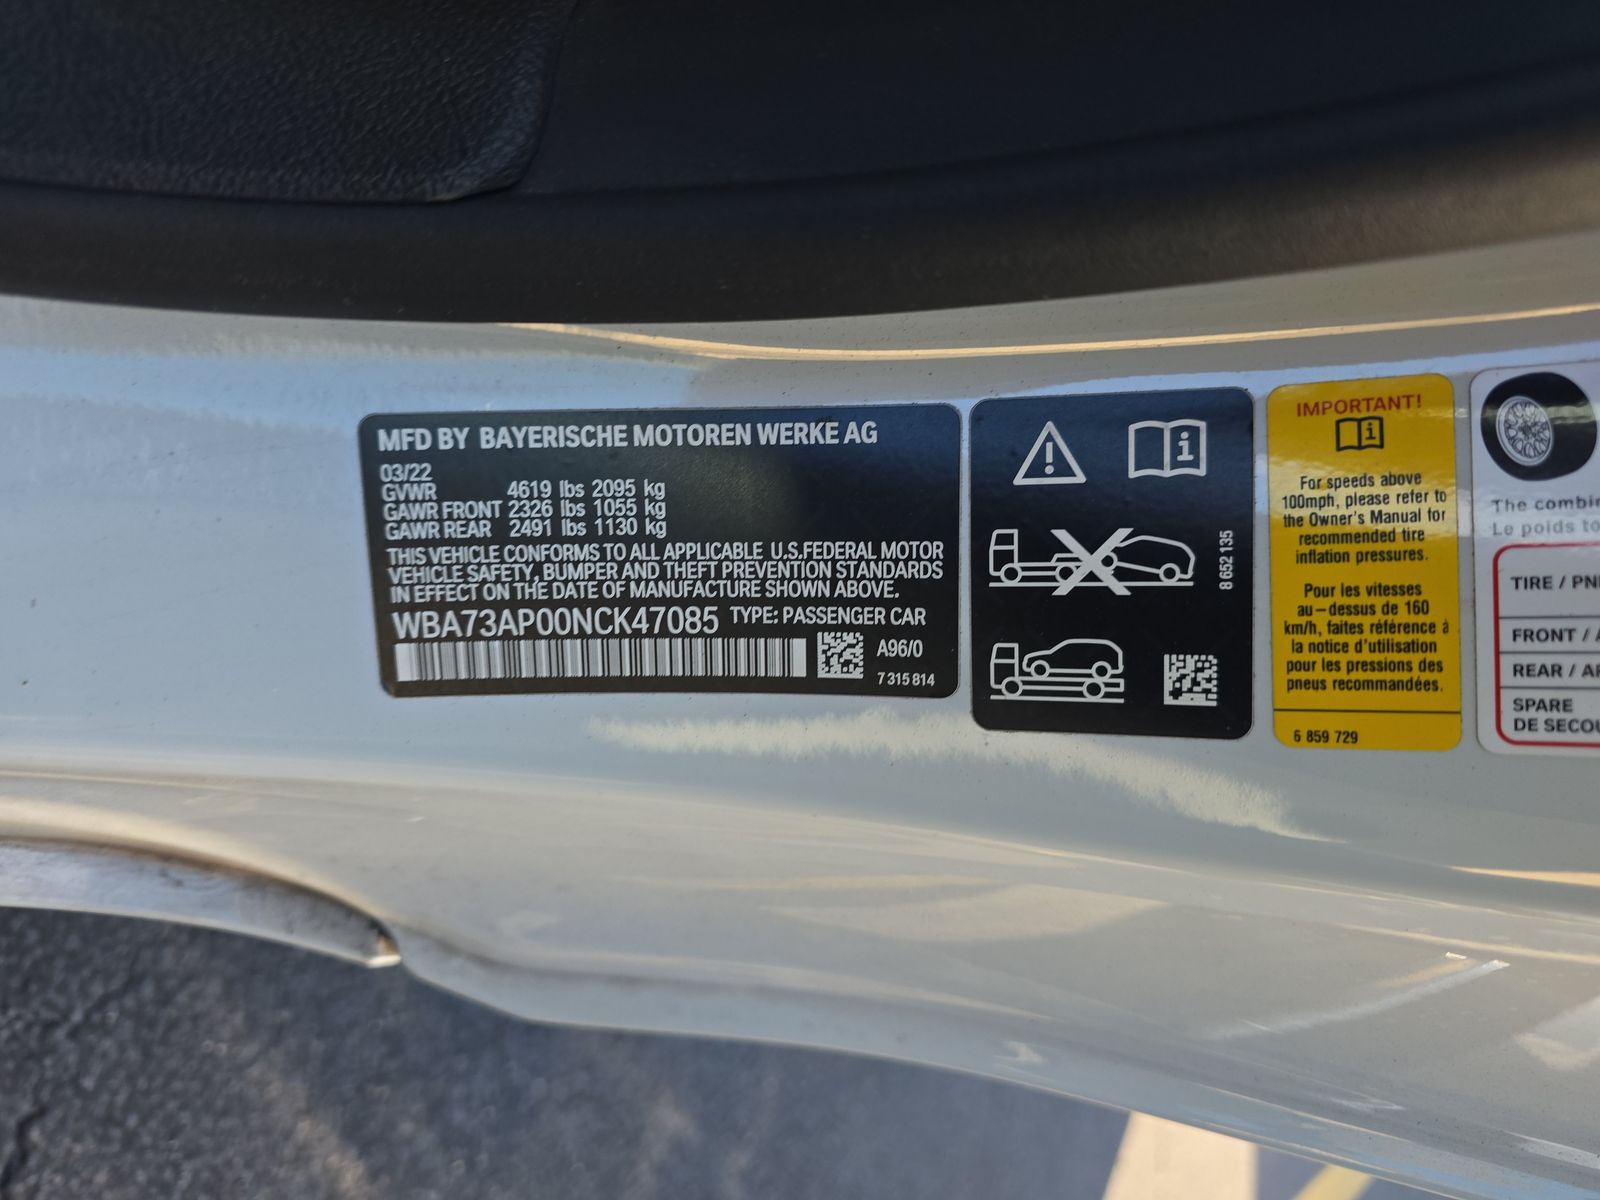 MFD BY BAYERISCHE MOTOREN WERKE AG
03/22
GVWR 4619 lbs 2095 kg
GAWR FRONT 2326 lbs 1055 kg
GAWR REAR 2491 lbs 1130 kg
THIS VEHICLE CONFORMS TO ALL APPLICABLE U.S.FEDERAL MOTOR
VEHICLE SAFETY, BUMPER AND THEFT PREVENTION STANDARDS
IN EFFECT ON THE DATE OF MANUFACTURE SHOWN ABOVE.
WBA73AP00NCK47085 TYPE: PASSENGER CAR
A96/0
7 315 814
8 652 135
IMPORTANT!
For speeds above
100mph, please refer to
the Owner's Manual for
recommended tire
inflation pressures.
Pour les vitesses
au-dessus de 160
km/h, faites référence à
la notice d'utilisation
pour les pressions des
pneus recommandées.
6 859 729
The
Le poids
TIRE /
FRONT /
REAR /
SPARE
DE